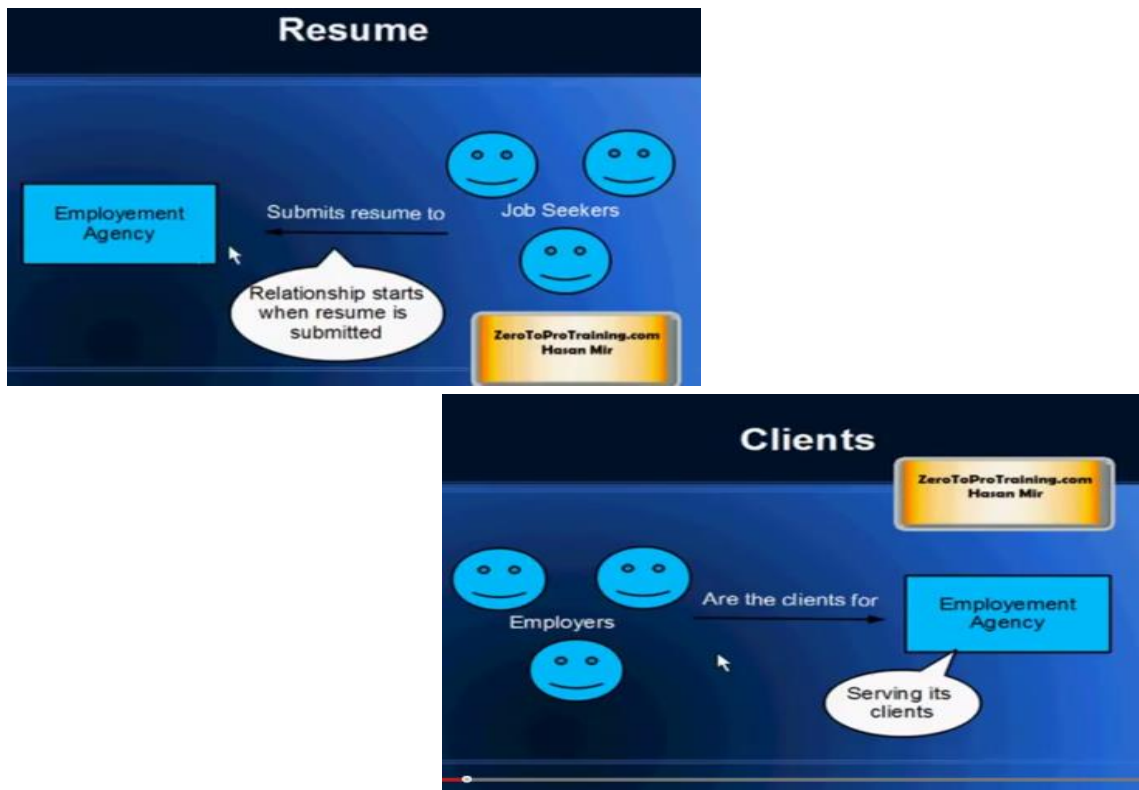 Resume
Employement
Agency
Submits resume to
Job Seekers
Relationship starts
when resume is
submitted
ZeroToProTraining.com
Hasan Mir
Clients
ZeroToProTraining.com
Hasan Mir
Employers
Are the clients for
Employement
Agency
Serving its
clients